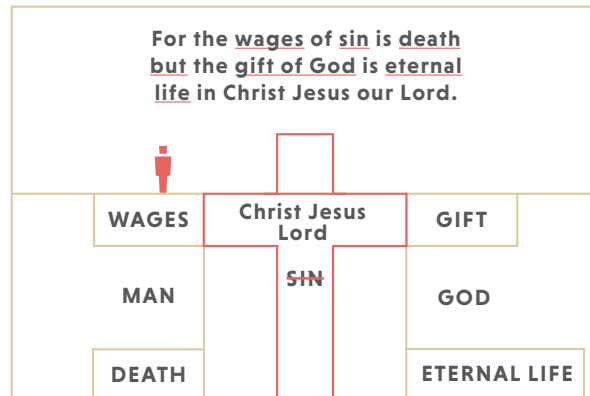 For the wages of sin is death
but the gift of God is eternal
life in Christ Jesus our Lord.
WAGES
Christ Jesus
Lord
GIFT
SIN
MAN
GOD
DEATH
ETERNAL LIFE